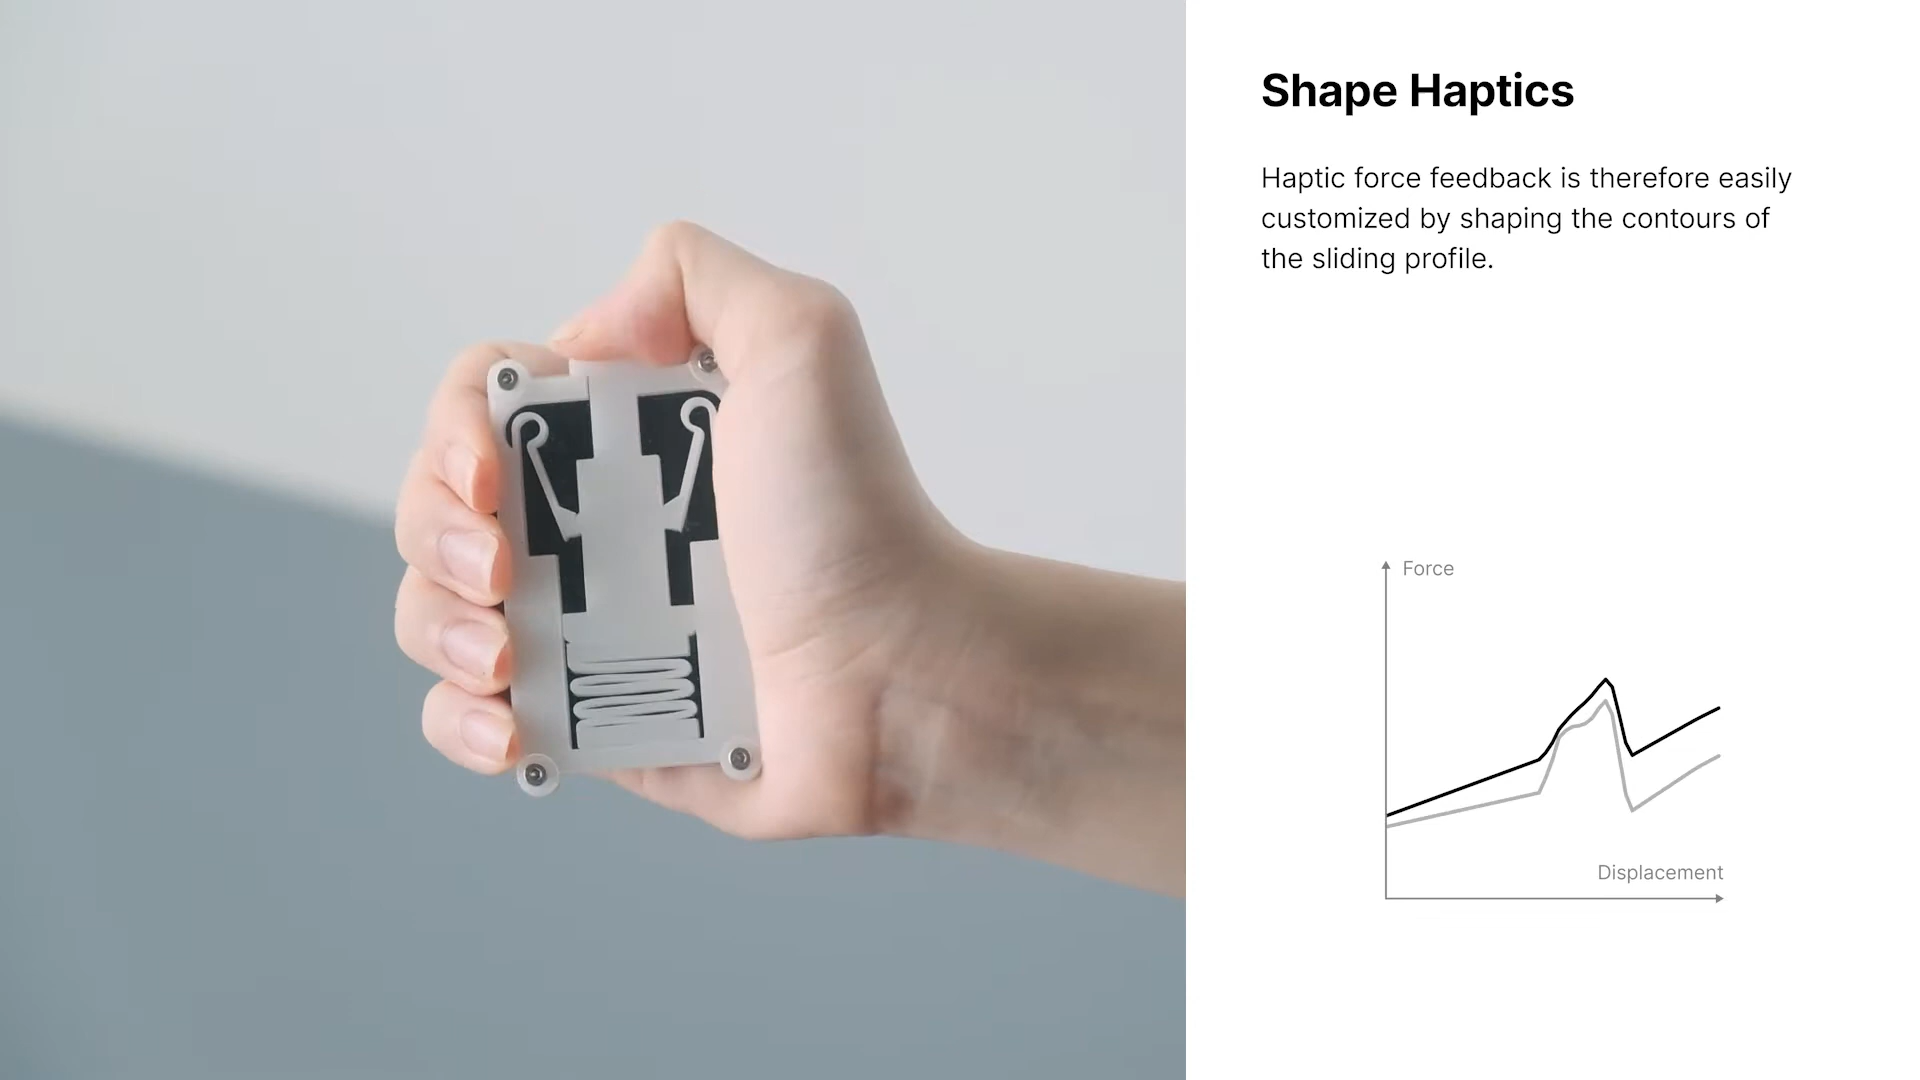 Shape Haptics
Haptic force feedback is therefore easily
customized by shaping the contours of
the sliding profile.
Force
Displacement